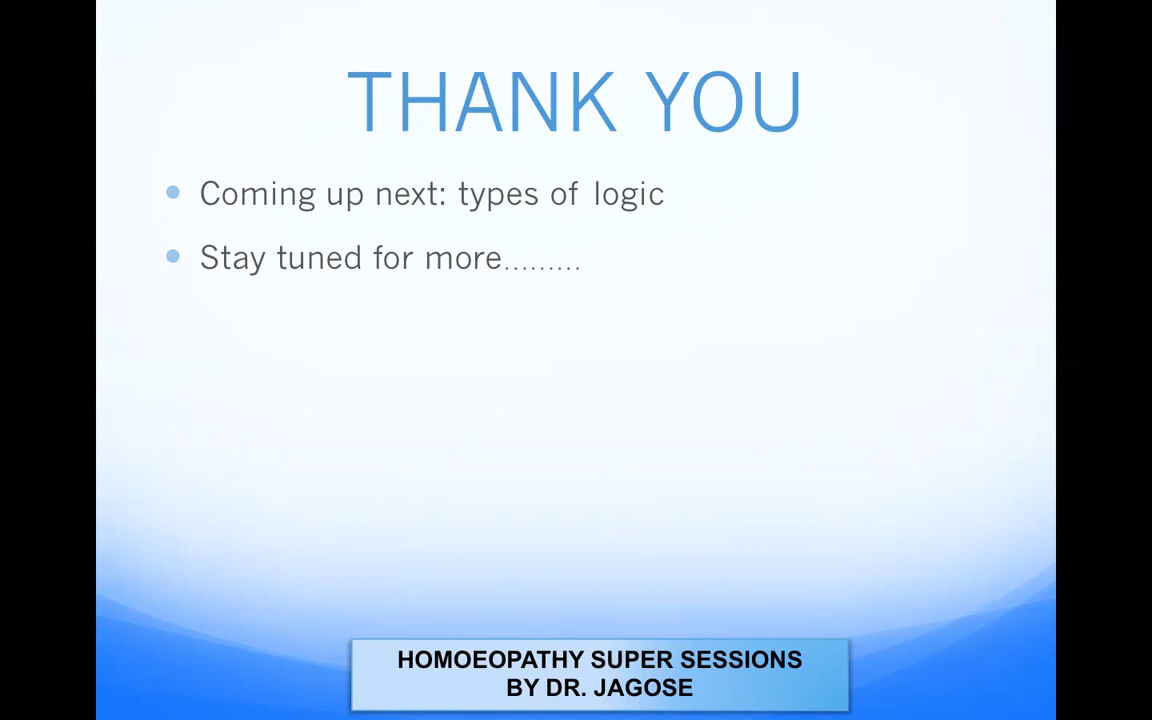 THANK YOU
Coming up next: types of logic
Stay tuned for more.........
HOMOEOPATHY SUPER SESSIONS
BY DR. JAGOSE